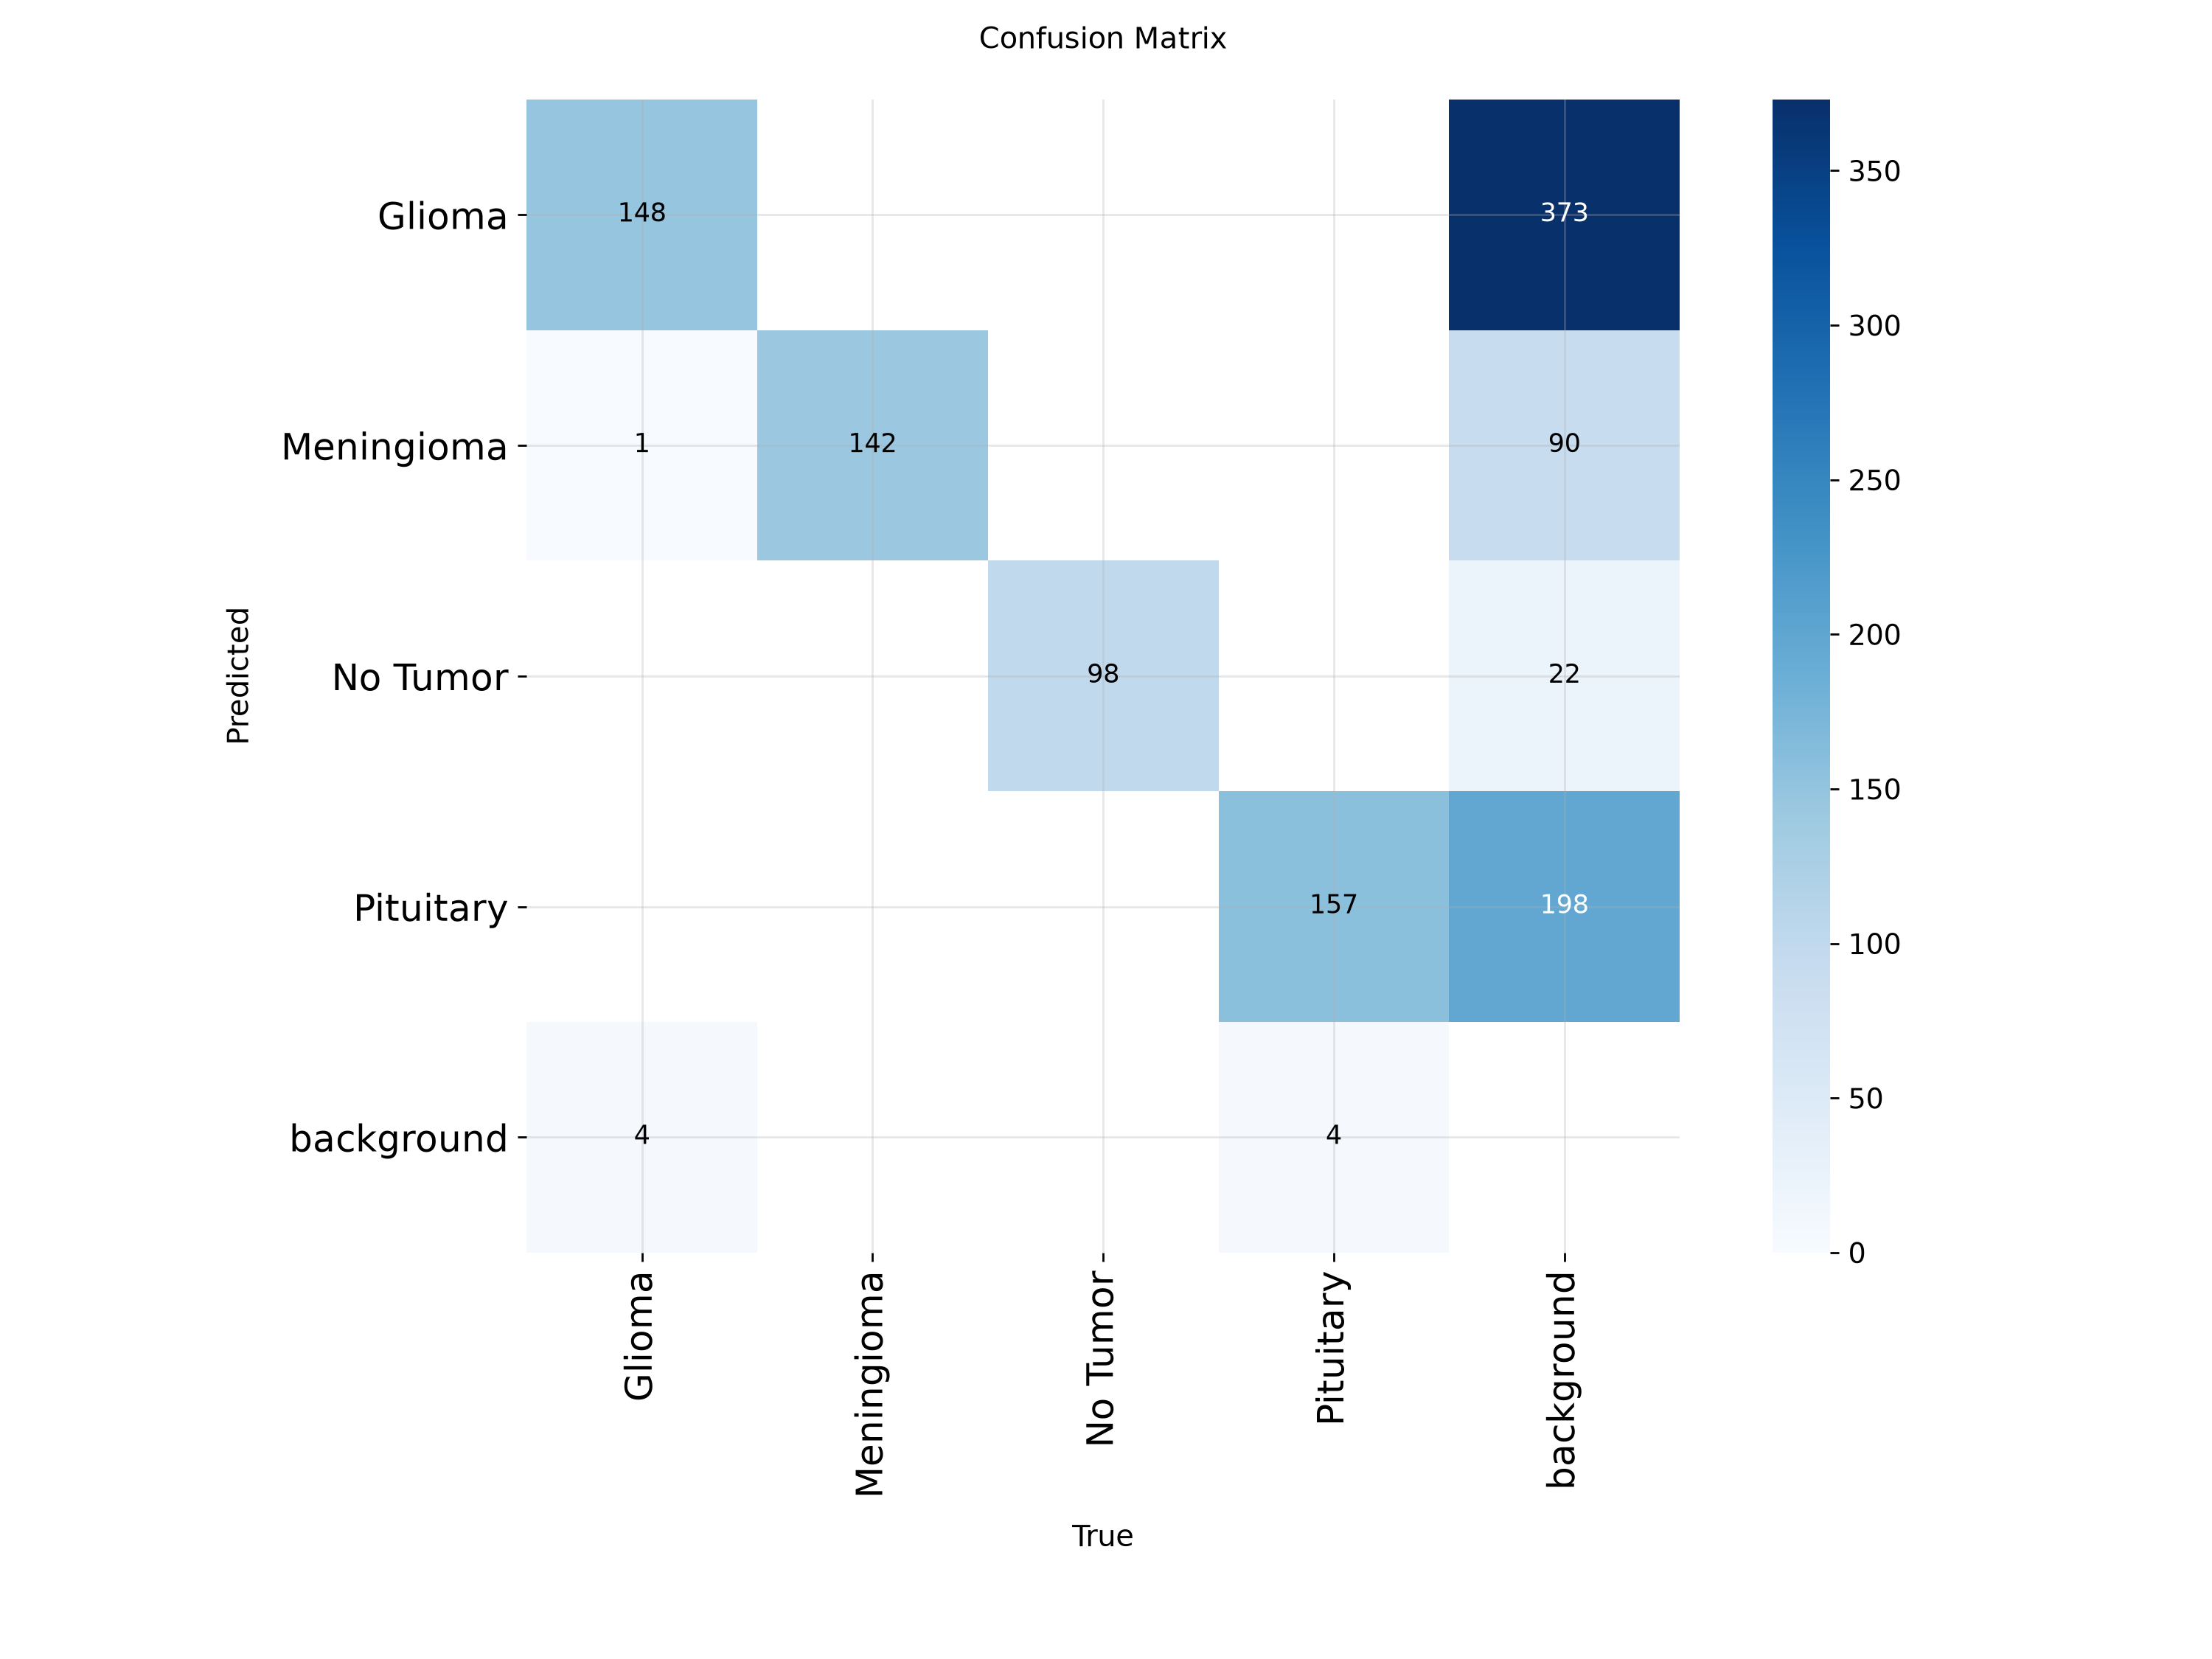 Confusion Matrix
Glioma
148
373
350
300
Meningioma
1
142
90
250
Predicted
No Tumor
98
22
200
150
Pituitary
157
198
100
50
background
4
4
0
Glioma
Meningioma
No Tumor
Pituitary
background
True